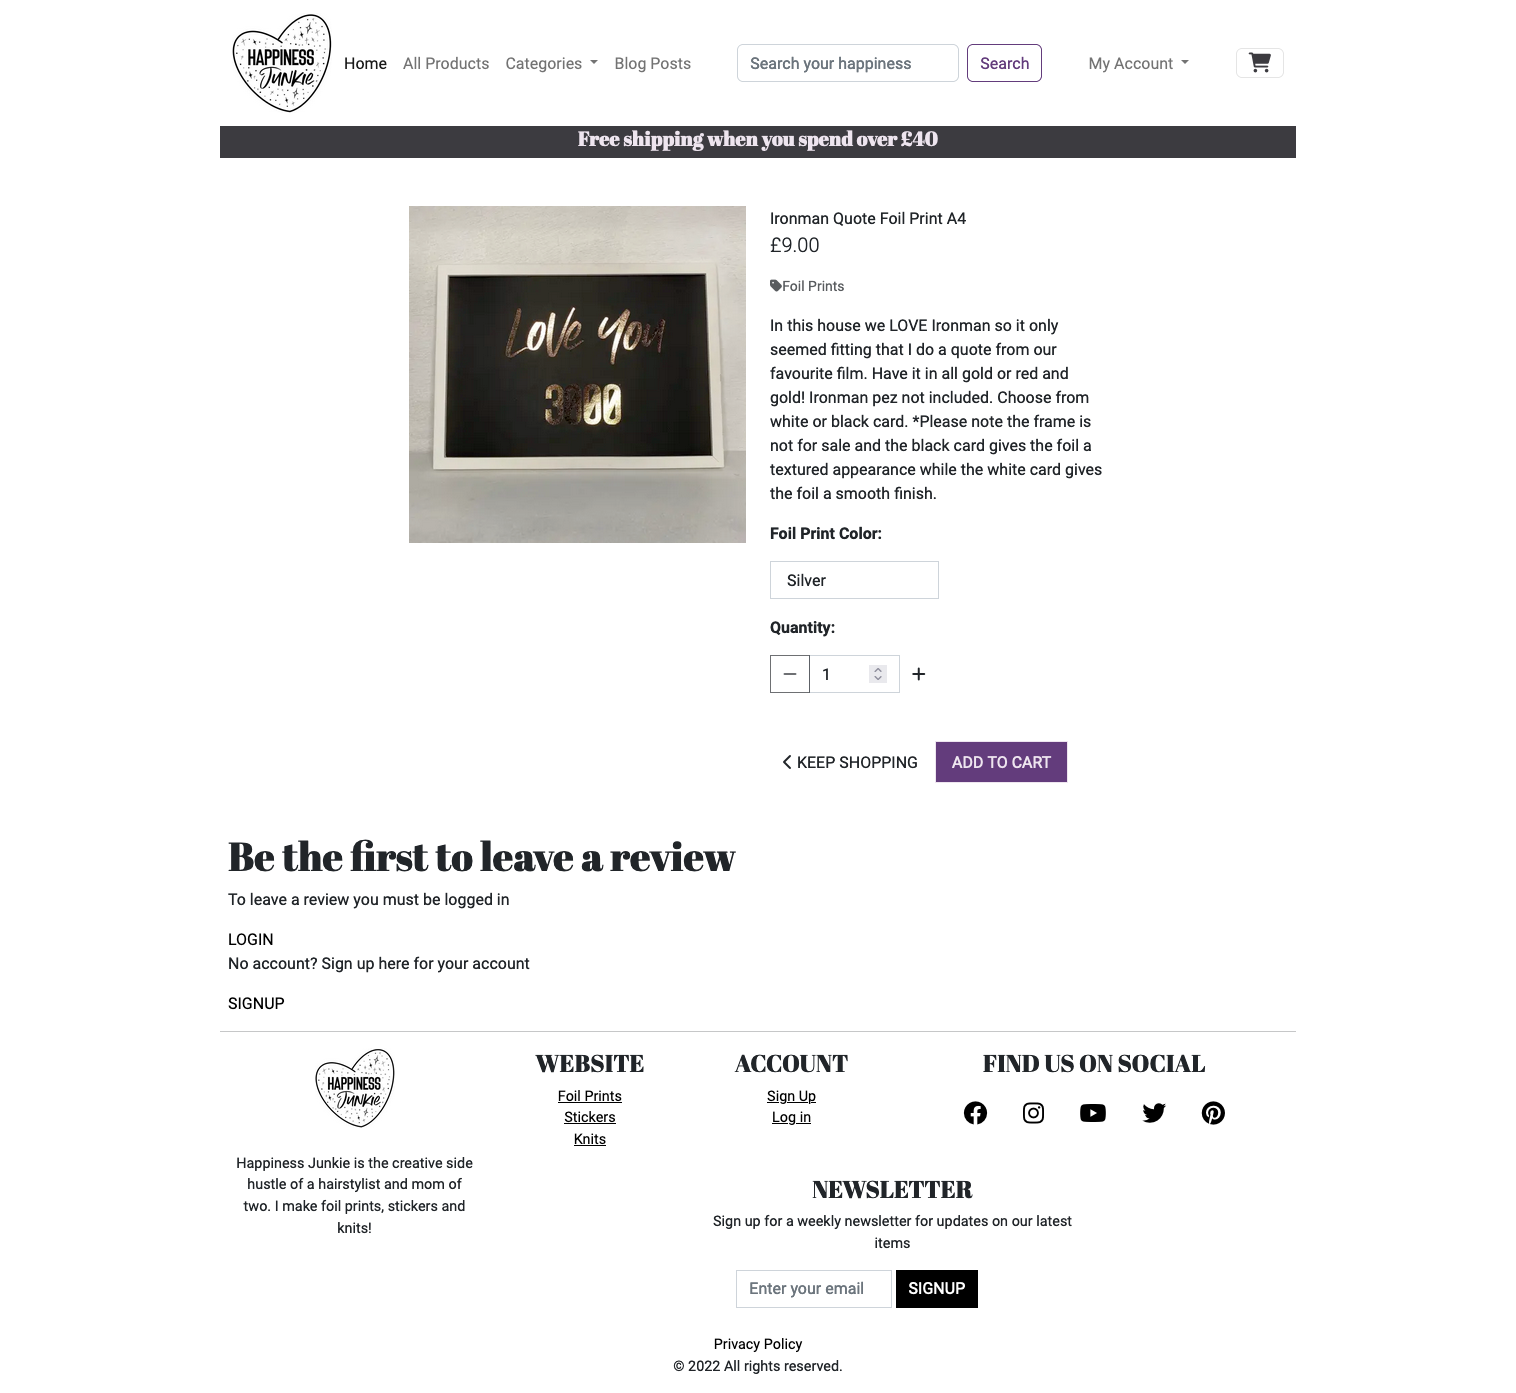 HAPPINESS
Junkie
Home All Products Categories Blog Posts Search your happiness Search My Account
Free shipping when you spend over £40
Love You
3000
Ironman Quote Foil Print A4
£9.00
Foil Prints
In this house we LOVE Ironman so it only
seemed fitting that I do a quote from our
favourite film. Have it in all gold or red and
gold! Ironman pez not included. Choose from
white or black card. *Please note the frame is
not for sale and the black card gives the foil a
textured appearance while the white card gives
the foil a smooth finish.
Foil Print Color:
Silver
Quantity:
1
KEEP SHOPPING ADD TO CART
Be the first to leave a review
To leave a review you must be logged in
LOGIN
No account? Sign up here for your account
SIGNUP
HAPPINESS
Junkie
Happiness Junkie is the creative side
hustle of a hairstylist and mom of
two. I make foil prints, stickers and
knits!
WEBSITE
Foil Prints
Stickers
Knits
ACCOUNT
Sign Up
Log in
FIND US ON SOCIAL
NEWSLETTER
Sign up for a weekly newsletter for updates on our latest
items
Enter your email SIGNUP
Privacy Policy
© 2022 All rights reserved.